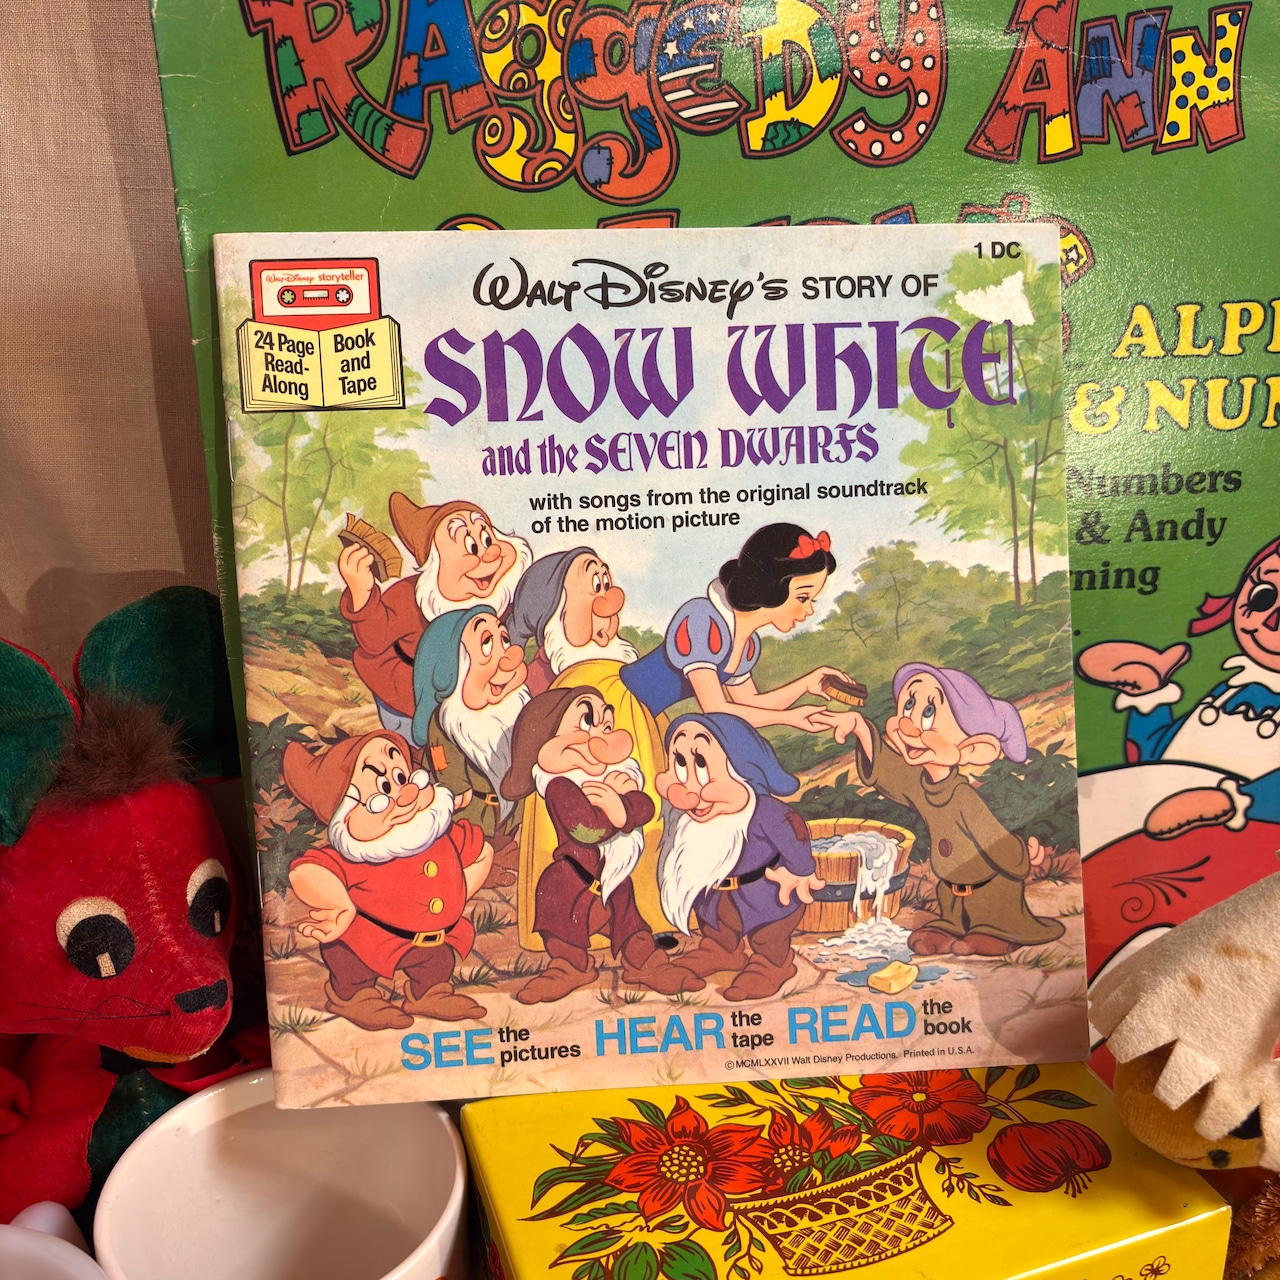 RAGGEDY ANN
ALP
& NU
Numbers
& Andy
ning
1 DC
Walt Disney storyteller
24 Page
Read-
Along
Book
and
Tape
WALT DISNEY'S STORY OF
SNOW WHITE
and the SEVEN DWARFS
with songs from the original soundtrack
of the motion picture
SEE the pictures HEAR the tape READ the book
©MCMLXXVII Walt Disney Productions. Printed in U.S.A.